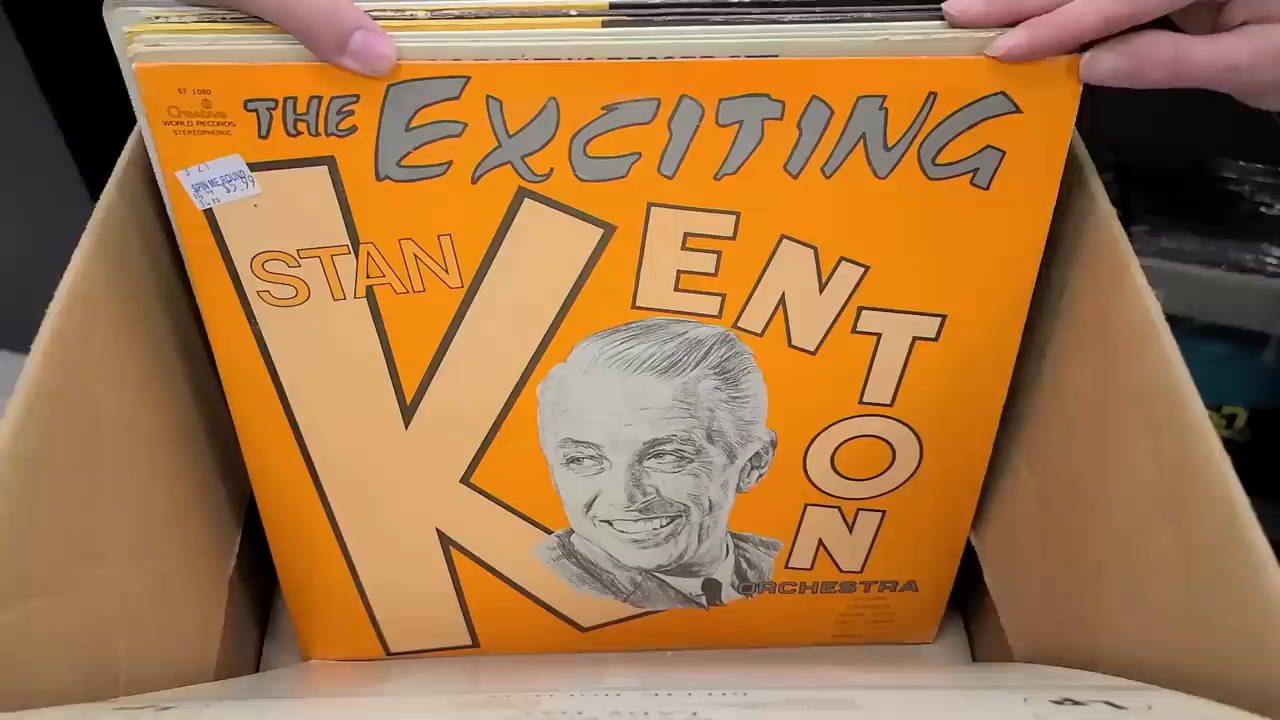 ST 1080
Creative
WORLD RECORDS
STEREOPHONIC
THE EXCITING
SPIN ME ROUND
$5.99
STAN
KENTON
ORCHESTRA